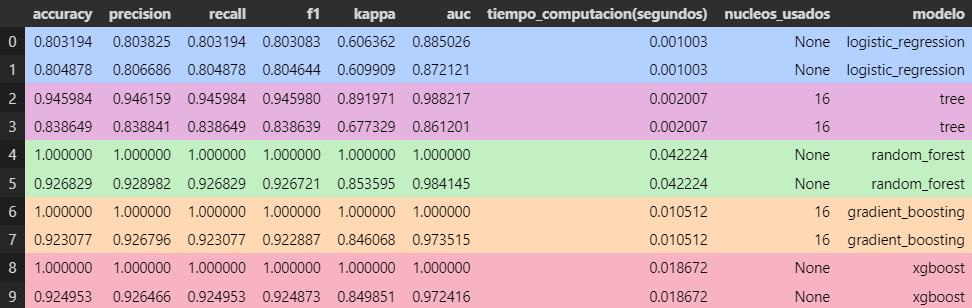 accuracy precision recall f1 kappa auc tiempo_computacion(segundos) nucleos_usados modelo
0 0.803194 0.803825 0.803194 0.803083 0.606362 0.885026 0.001003 None logistic_regression
1 0.804878 0.806686 0.804878 0.804644 0.609909 0.872121 0.001003 None logistic_regression
2 0.945984 0.946159 0.945984 0.945980 0.891971 0.988217 0.002007 16 tree
3 0.838649 0.838841 0.838649 0.838639 0.677329 0.861201 0.002007 16 tree
4 1.000000 1.000000 1.000000 1.000000 1.000000 1.000000 0.042224 None random_forest
5 0.926829 0.928982 0.926829 0.926721 0.853595 0.984145 0.042224 None random_forest
6 1.000000 1.000000 1.000000 1.000000 1.000000 1.000000 0.010512 16 gradient_boosting
7 0.923077 0.926796 0.923077 0.922887 0.846068 0.973515 0.010512 16 gradient_boosting
8 1.000000 1.000000 1.000000 1.000000 1.000000 1.000000 0.018672 None xgboost
9 0.924953 0.926466 0.924953 0.924873 0.849851 0.972416 0.018672 None xgboost